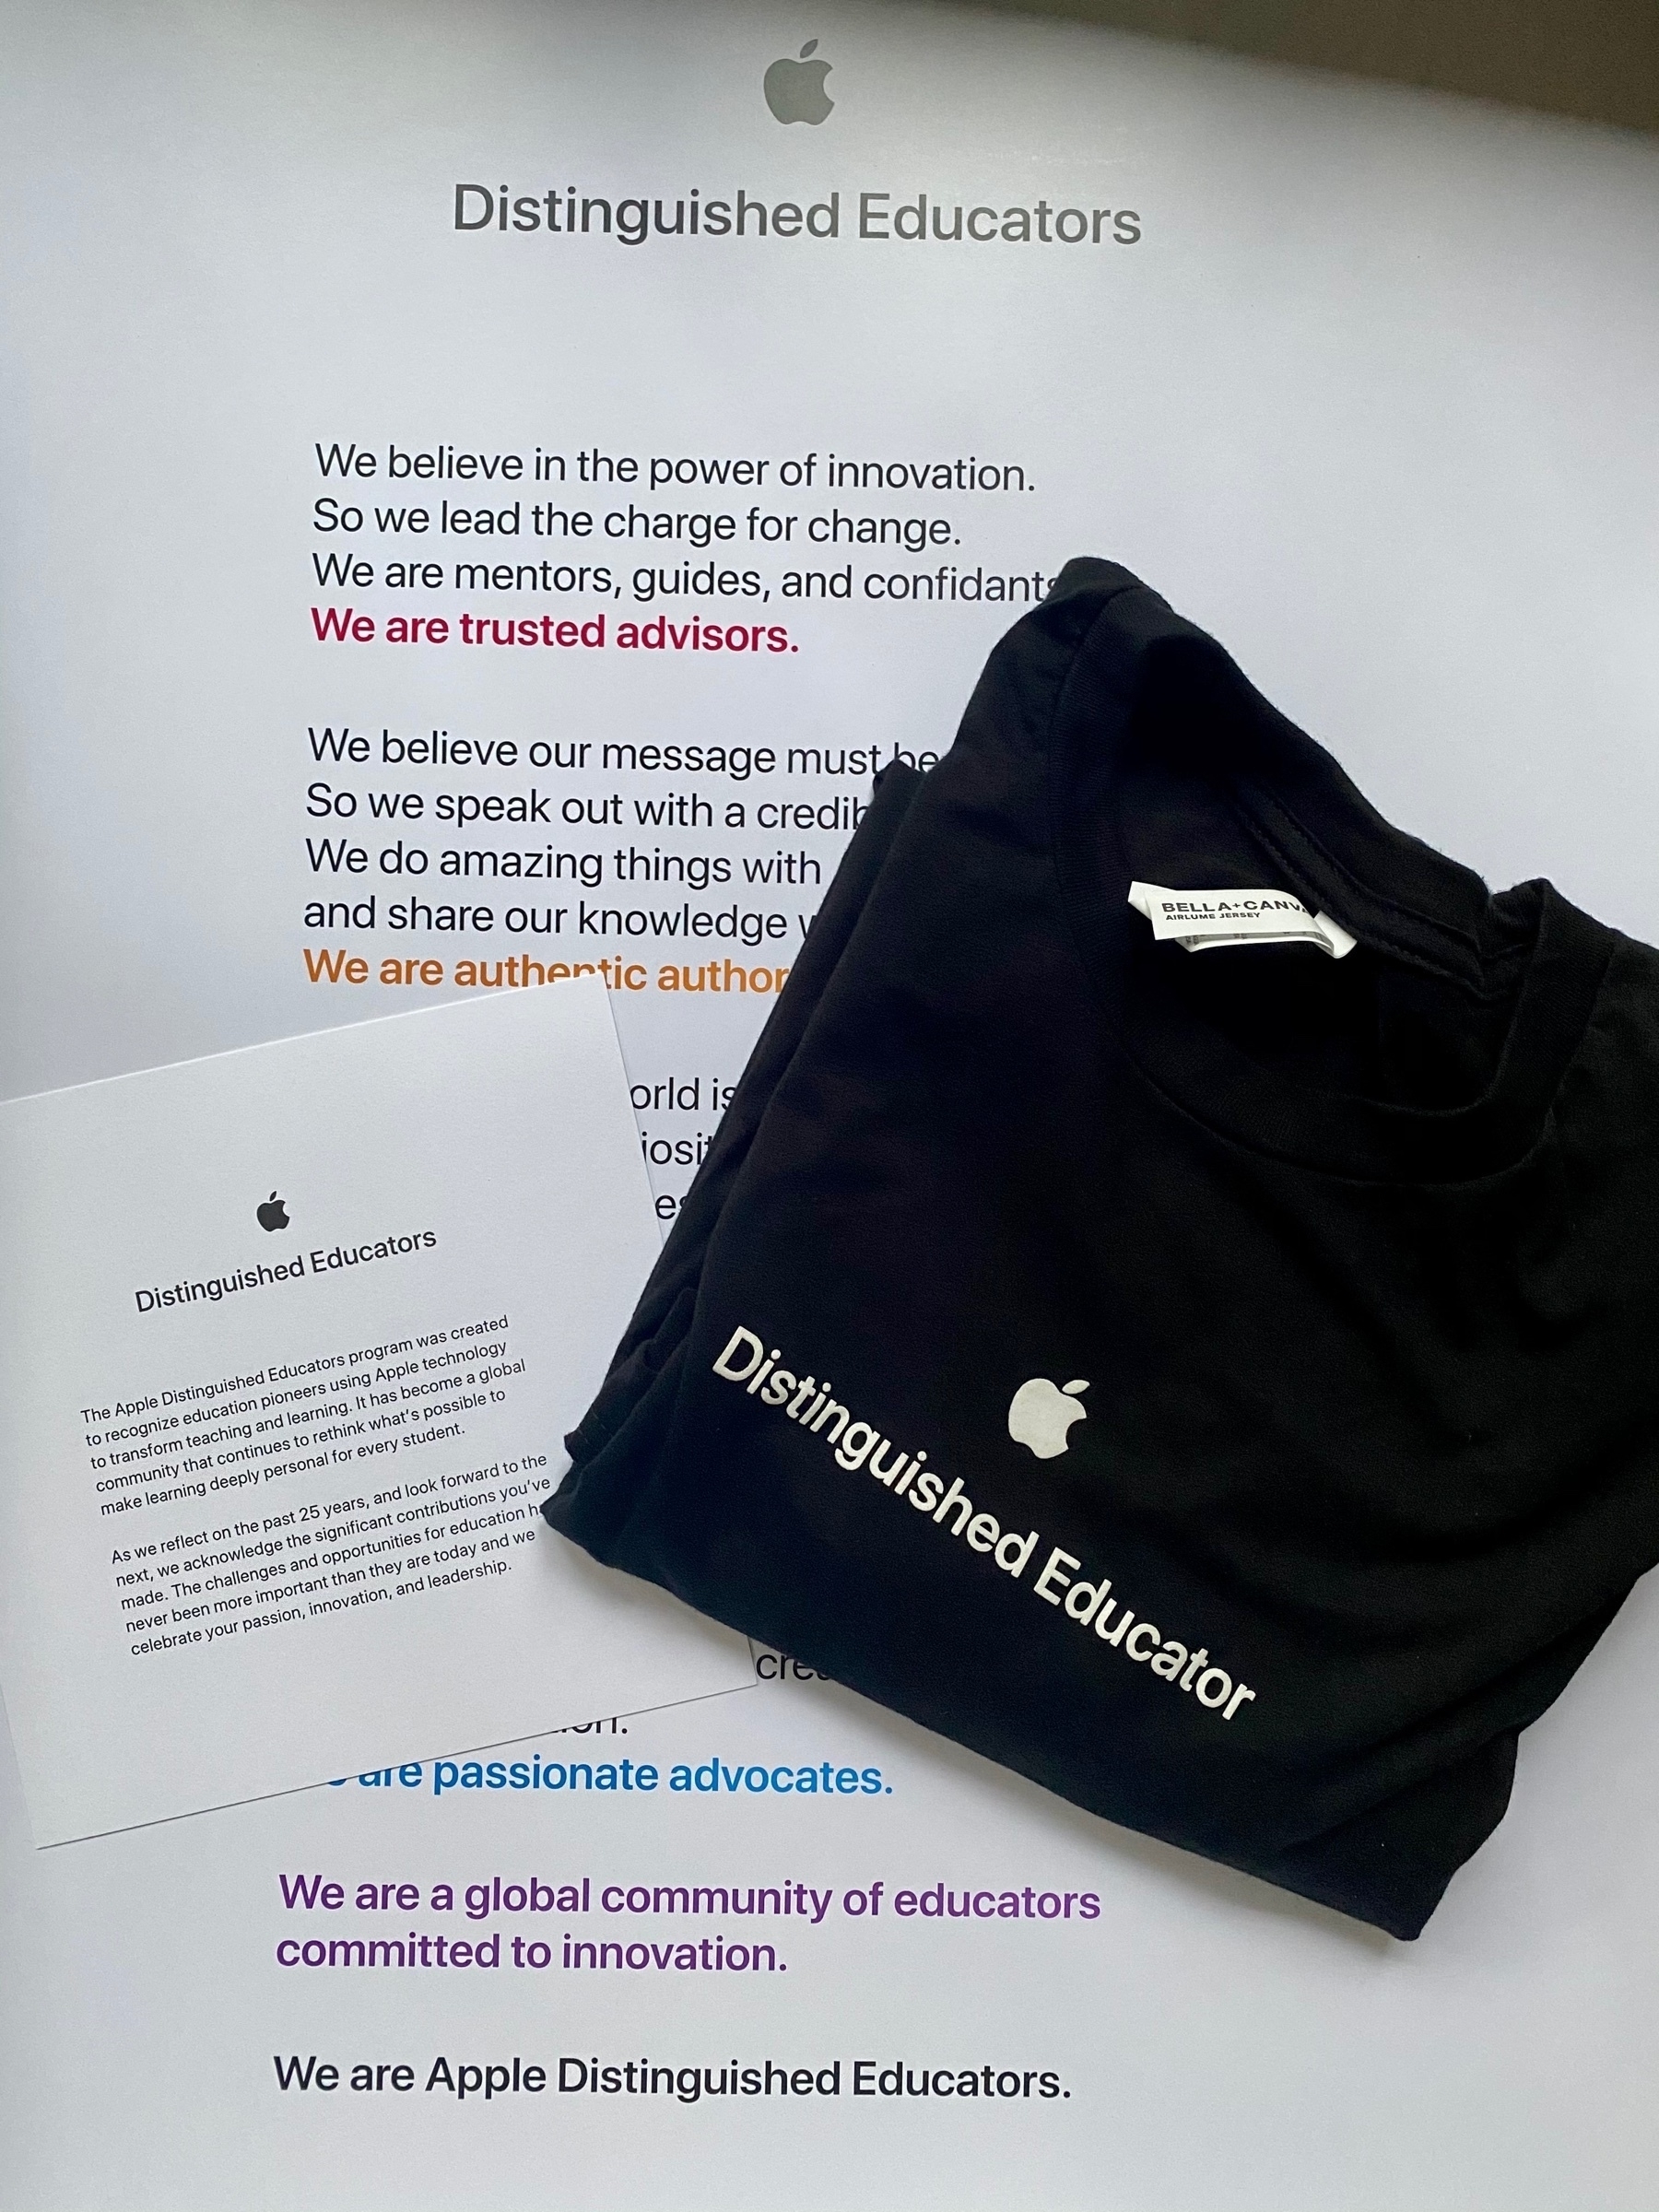 Distinguished Educators
We believe in the power of innovation.
So we lead the charge for change.
We are mentors, guides, and
We are trusted advisors.
We believe our message must be
So we speak out with a
We do amazing things with
and share our knowledge
We are authentic
is
are passionate advocates.
We are a global community of educators
committed to innovation.
We are Apple Distinguished Educators.
Distinguished Educators
The Apple Distinguished Educators program was created
to recognize education pioneers using Apple technology
to transform teaching and learning. It has become a global
community that continues to rethink what's possible to
make learning deeply personal for every student.
As we reflect on the past 25 years, and look forward to the
next, we acknowledge the significant contributions you've
made. The challenges and opportunities for education
never been more important than they are today and we
celebrate your passion, innovation, and leadership.
BELLA+CANV
AIRLUME JERSEY
Distinguished Educator